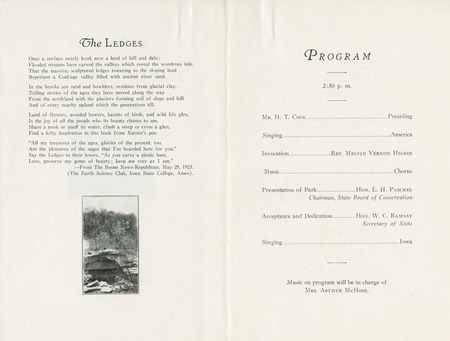 The LEDGES
Once a surface nearly level, now a land of hill and dale;
Flooded streams have carved the valleys which reveal the wondrous tale.
That the massive, sculptured ledges towering to the sloping land
Represent a Coal-age valley filled with ancient river sand.
In the brooks are sand and bowlders, residues from glacial clay,
Telling stories of the ages they have moved along the way
From the northland with the glaciers forming soil of slope and hill
And of every nearby upland which the generations till.
Land of flowers, wooded bowers, haunts of birds, and wild life glen,
Is the joy of all the people who its beauty chance to see,
Share a nook or quaff its water, climb a steep or cross a glen,
Find a lofty inspiration in this book from Nature's pen.
"All my treasures of the ages, glories of the present, too,
Are the pleasures of the sages that I've hoarded here for you,"
Say the Ledges to their lovers, "As you carve a picnic ham,
Love, preserve my gems of beauty; keep me ever as I am."
—From The Boone News-Republican, May 29, 1923.
(The Earth Science Club, Iowa State College, Ames).
PROGRAM
2:30 p. m.
Mr. H. T. Cook Presiding
Singing America
Invocation Rev. Melvin Vernon Higbee
Music Chorus
Presentation of Park Hon. L. H. Pammel
Chairman, State Board of Conservation
Acceptance and Dedication Hon. W. C. Ramsay
Secretary of State
Singing Iowa
Music on program will be in charge of
Mrs. Arthur McHose.